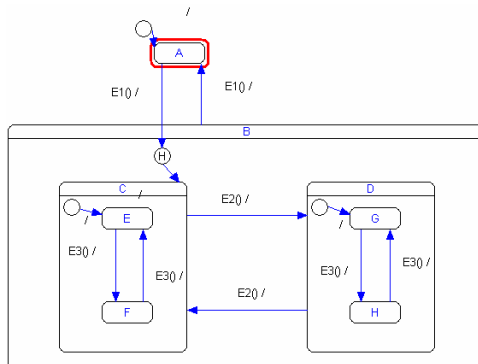 /
A
E1() /
E1() /
B
H
C
D
/
E
E2() /
G
/
/
E3() /
E3() /
E3() /
E3() /
F
E2() /
H